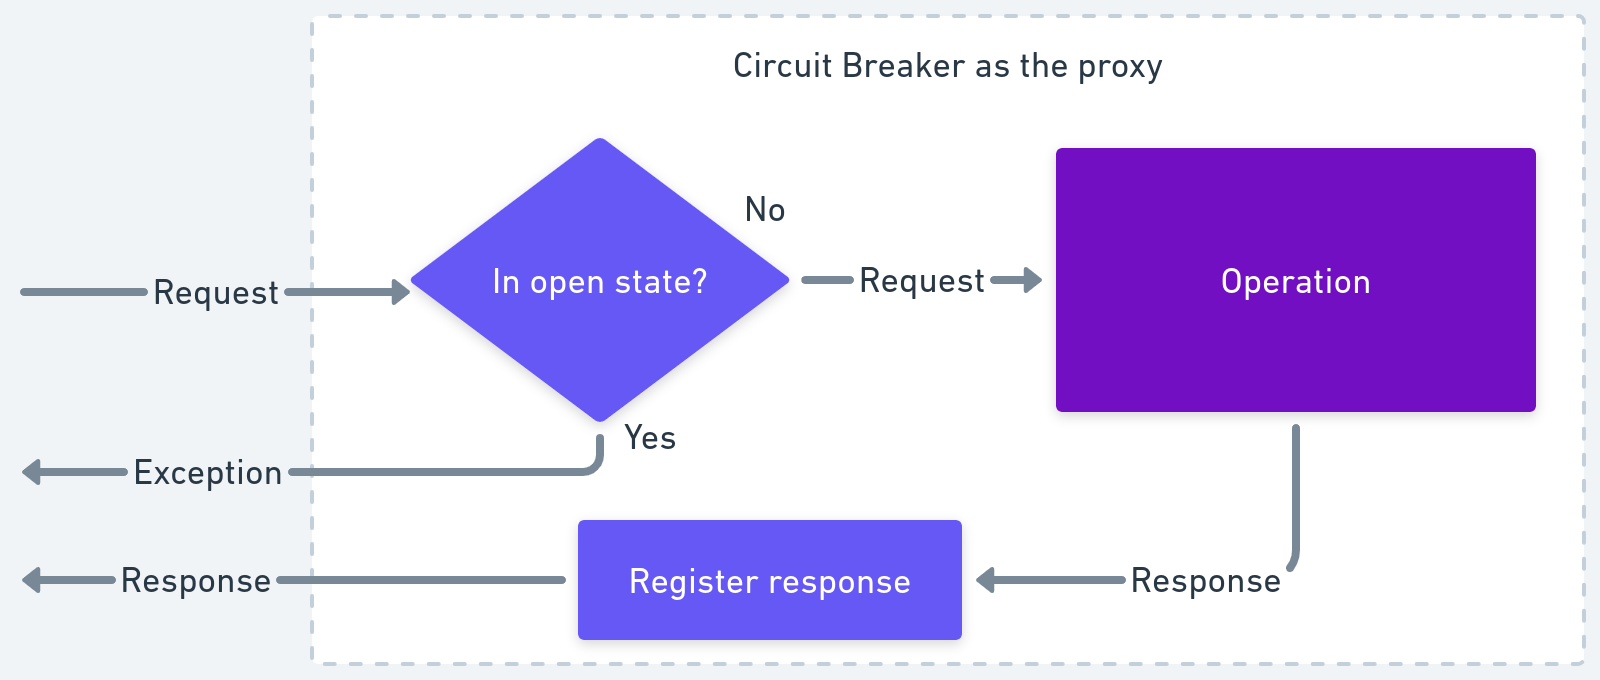 Circuit Breaker as the proxy
No
Request
In open state?
Request
Operation
Yes
Exception
Response
Register response
Response